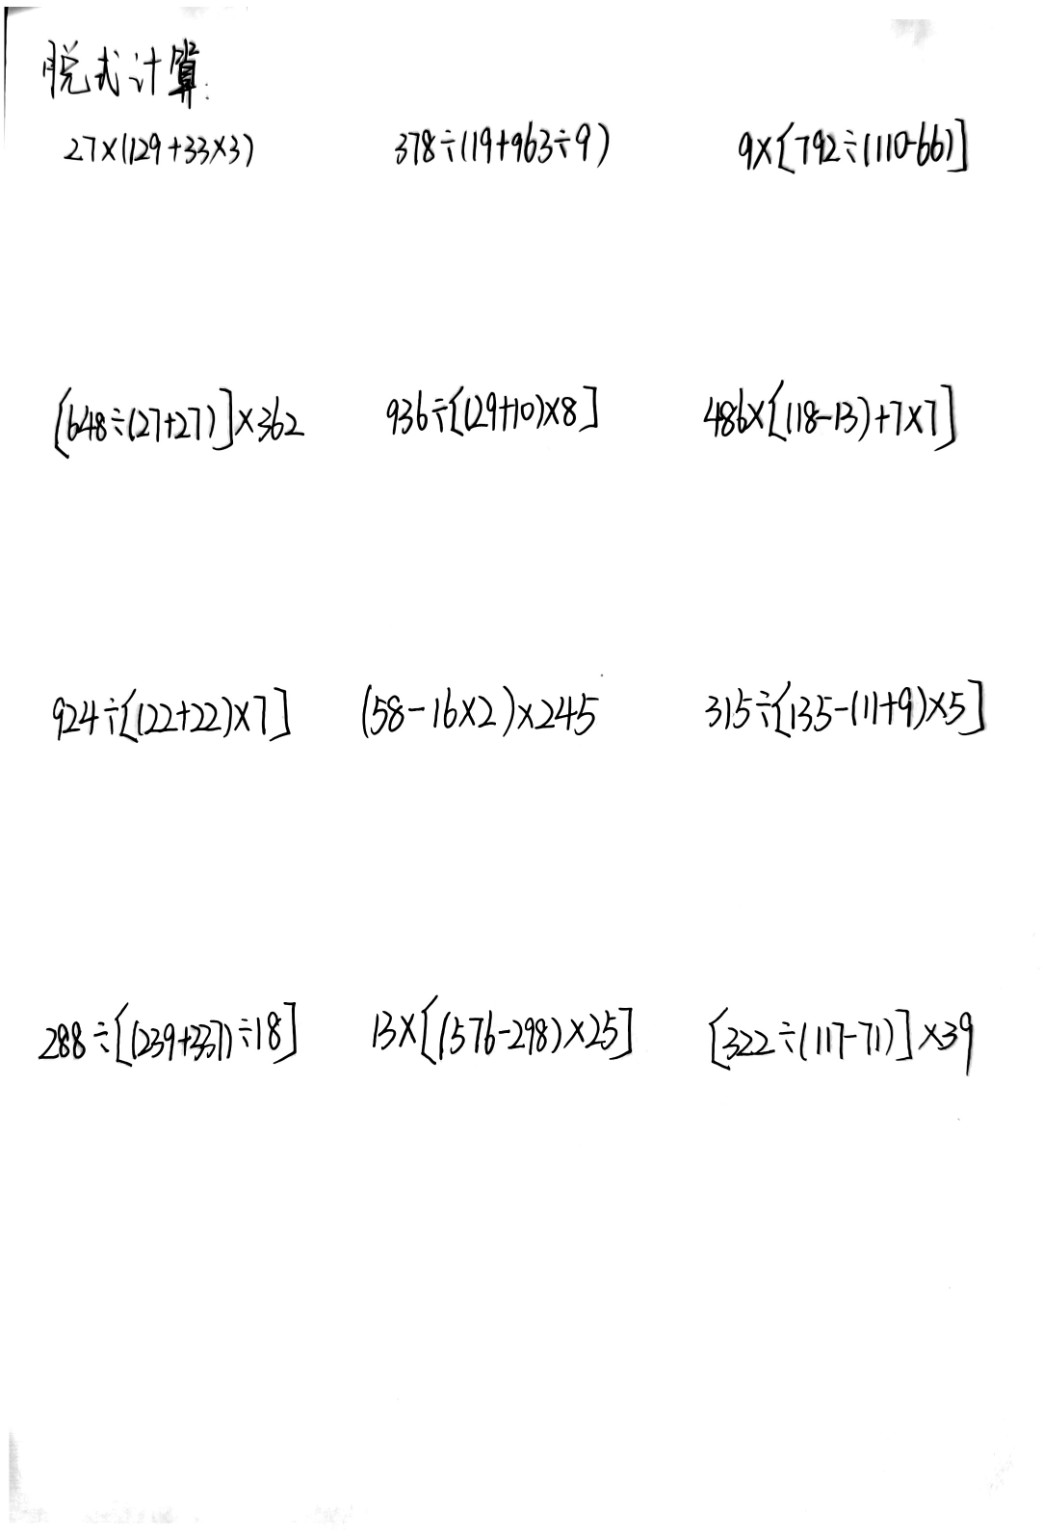 脱式计算:
27×(129+33×3) 378÷(19+963÷9) 9×[792÷(110-66)]
[648÷(27+27)]×362 936÷[(29+10)×8] 486×[(18-13)+7×7]
924÷[(22+22)×7] (58-16×2)×245 315÷[135-(11+9)×5]
288÷[(239+337)÷18] 13×[(576-298)×25] [322÷(117-71)]×39